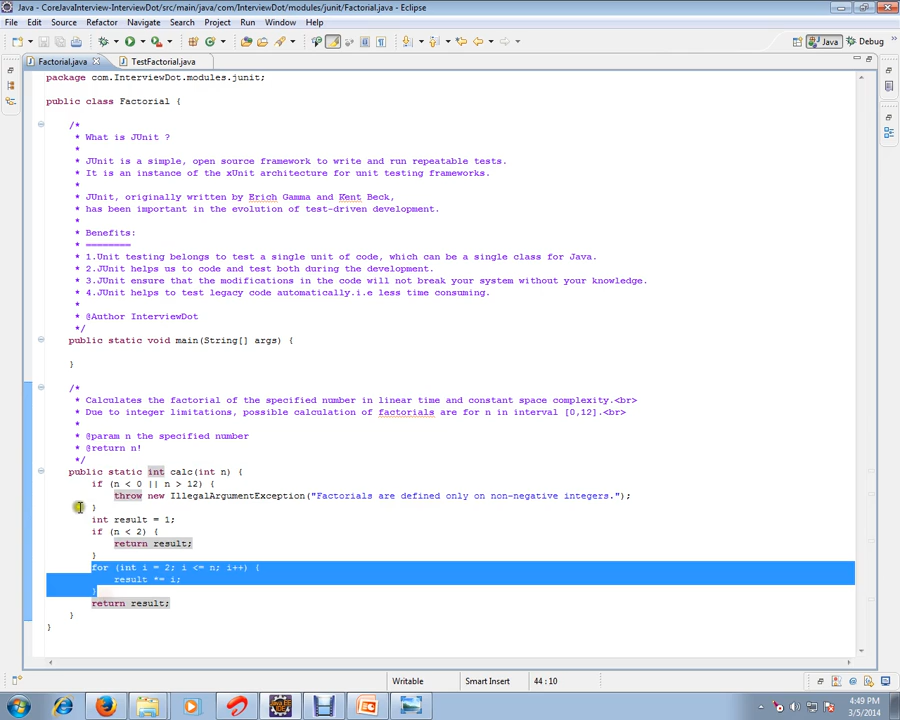 Java - CoreJavaInterview-InterviewDot/src/main/java/com/InterviewDot/modules/junit/Factorial.java - Eclipse
File Edit Source Refactor Navigate Search Project Run Window Help
Java Debug
Factorial.java TestFactorial.java
package com.InterviewDot.modules.junit;
public class Factorial {
/*
* What is JUnit ?
*
* JUnit is a simple, open source framework to write and run repeatable tests.
* It is an instance of the xUnit architecture for unit testing frameworks.
*
* JUnit, originally written by Erich Gamma and Kent Beck,
* has been important in the evolution of test-driven development.
*
* Benefits:
* ========
* 1.Unit testing belongs to test a single unit of code, which can be a single class for Java.
* 2.JUnit helps us to code and test both during the development.
* 3.JUnit ensure that the modifications in the code will not break your system without your knowledge.
* 4.JUnit helps to test legacy code automatically.i.e less time consuming.
*
* @Author InterviewDot
*/
public static void main(String[] args) {
}
/*
* Calculates the factorial of the specified number in linear time and constant space complexity.<br>
* Due to integer limitations, possible calculation of factorials are for n in interval [0,12].<br>
*
* @param n the specified number
* @return n!
*/
public static int calc(int n) {
if (n < 0 || n > 12) {
throw new IllegalArgumentException("Factorials are defined only on non-negative integers.");
}
int result = 1;
if (n < 2) {
return result;
}
for (int i = 2; i <= n; i++) {
result *= i;
}
return result;
}
}
Writable Smart Insert 44 : 10
4:49 PM
3/5/2014